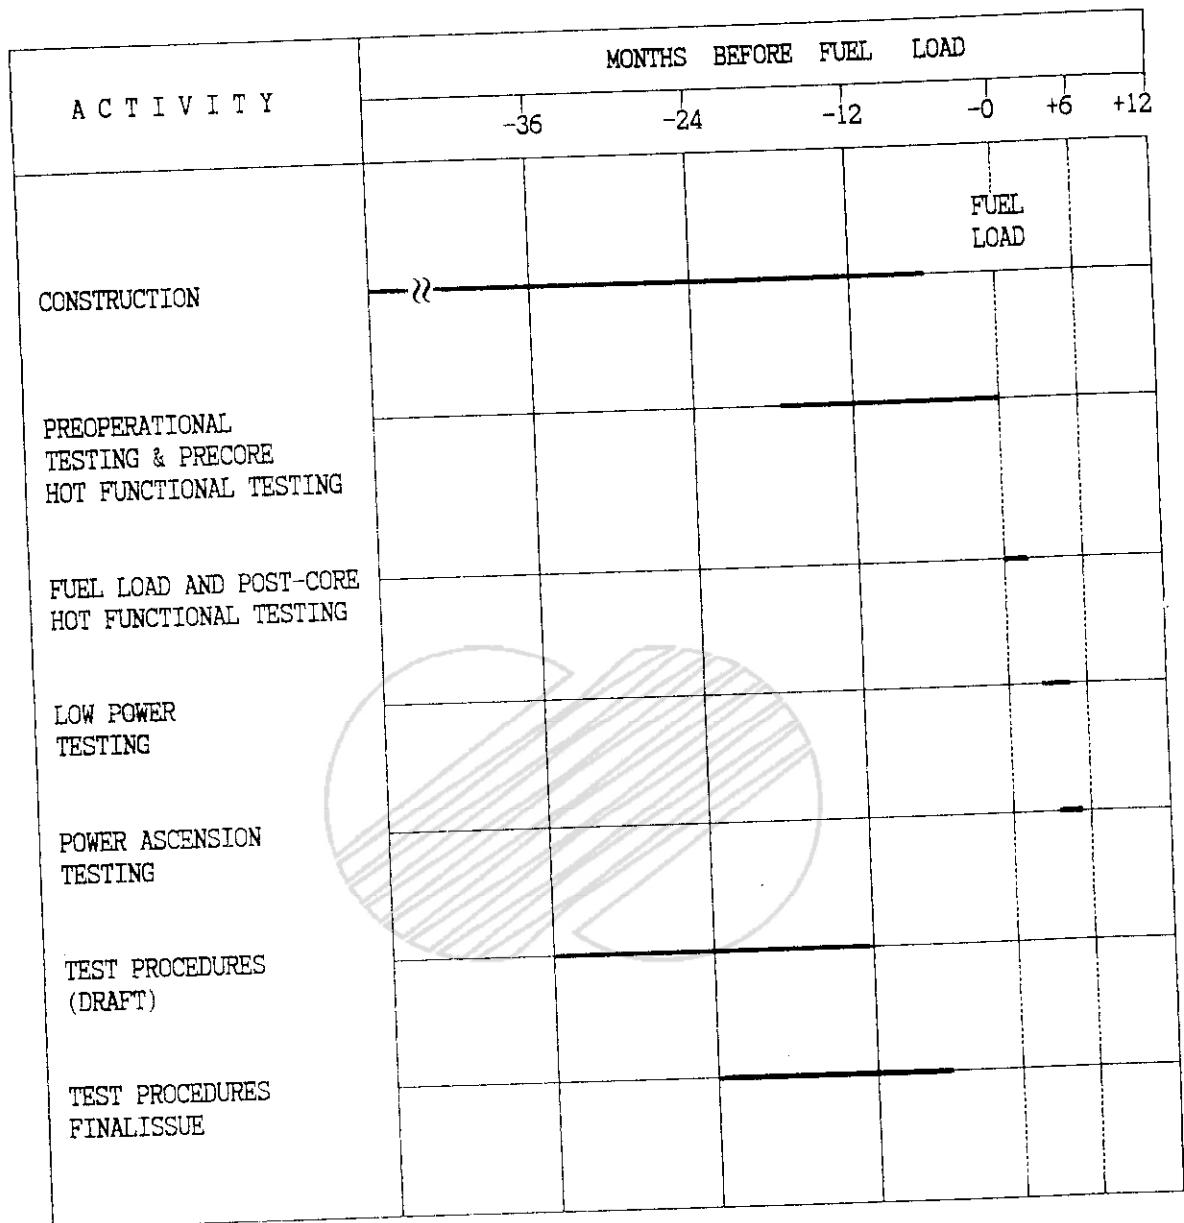 MONTHS BEFORE FUEL LOAD
ACTIVITY
-36 -24 -12 -0 +6 +12
FUEL
LOAD
CONSTRUCTION
PREOPERATIONAL
TESTING & PRECORE
HOT FUNCTIONAL TESTING
FUEL LOAD AND POST-CORE
HOT FUNCTIONAL TESTING
LOW POWER
TESTING
POWER ASCENSION
TESTING
TEST PROCEDURES
(DRAFT)
TEST PROCEDURES
FINALISSUE